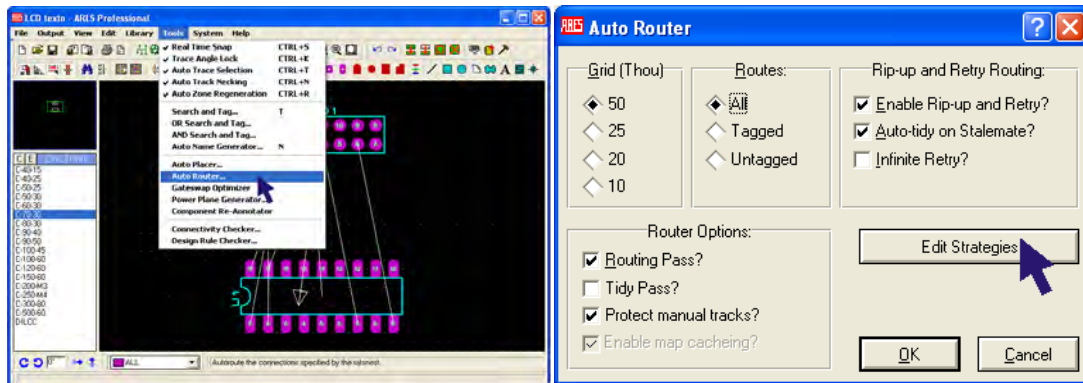 LCD texto - ARES Professional
File Output View Edit Library Tools System Help
Real Time Snap CTRL+S
Trace Angle Lock CTRL+K
Auto Trace Selection CTRL+T
Auto Track Necking CTRL+N
Auto Zone Regeneration CTRL+R
Search and Tag... T
OR Search and Tag...
AND Search and Tag...
Auto Name Generator... N
Auto Placer...
Auto Router...
Gateswap Optimizer
Power Plane Generator...
Component Re-Annotator
Connectivity Checker...
Design Rule Checker...
C E
C-40-15
C-40-25
C-50-25
C-50-30
C-60-30
C-70-30
C-80-30
C-90-40
C-90-50
C-100-45
C-100-60
C-120-60
C-150-60
C-200-M3
C-250-M4
C-300-80
C-500-60
DILCC
ALL
Autoroute the connections specified by the ratsnest.
ARES Auto Router
Grid (Thou)
50
25
20
10
Routes:
All
Tagged
Untagged
Rip-up and Retry Routing:
Enable Rip-up and Retry?
Auto-tidy on Stalemate?
Infinite Retry?
Router Options:
Routing Pass?
Tidy Pass?
Protect manual tracks?
Enable map cacheing?
Edit Strategies
OK
Cancel